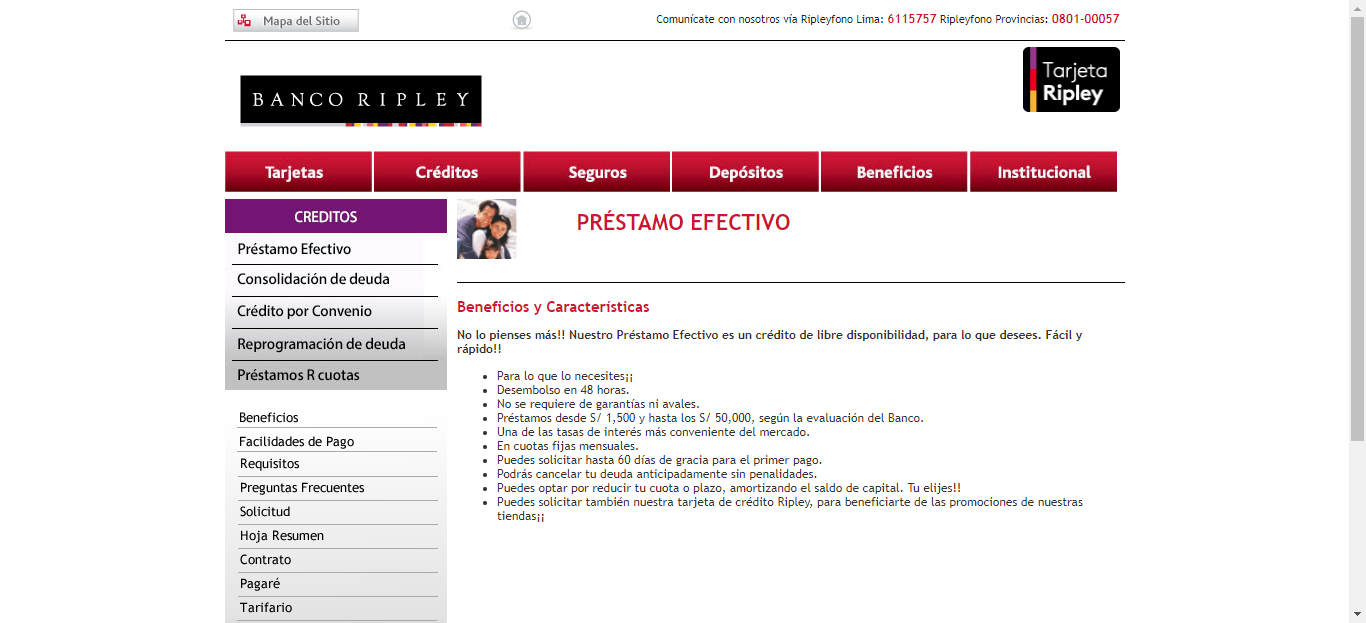 Mapa del Sitio
Comunícate con nosotros vía Ripleyfono Lima: 6115757 Ripleyfono Provincias: 0801-00057
Tarjeta
Ripley
BANCO RIPLEY
Tarjetas
Créditos
Seguros
Depósitos
Beneficios
Institucional
CREDITOS
Préstamo Efectivo
Consolidación de deuda
Crédito por Convenio
Reprogramación de deuda
Préstamos R cuotas
Beneficios
Facilidades de Pago
Requisitos
Preguntas Frecuentes
Solicitud
Hoja Resumen
Contrato
Pagaré
Tarifario
PRÉSTAMO EFECTIVO
Beneficios y Características
No lo pienses más!! Nuestro Préstamo Efectivo es un crédito de libre disponibilidad, para lo que desees. Fácil y
rápido!!
Para lo que lo necesites¡¡
Desembolso en 48 horas.
No se requiere de garantías ni avales.
Préstamos desde S/ 1,500 y hasta los S/ 50,000, según la evaluación del Banco.
Una de las tasas de interés más conveniente del mercado.
En cuotas fijas mensuales.
Puedes solicitar hasta 60 días de gracia para el primer pago.
Podrás cancelar tu deuda anticipadamente sin penalidades.
Puedes optar por reducir tu cuota o plazo, amortizando el saldo de capital. Tu elijes!!
Puedes solicitar también nuestra tarjeta de crédito Ripley, para beneficiarte de las promociones de nuestras
tiendas¡¡